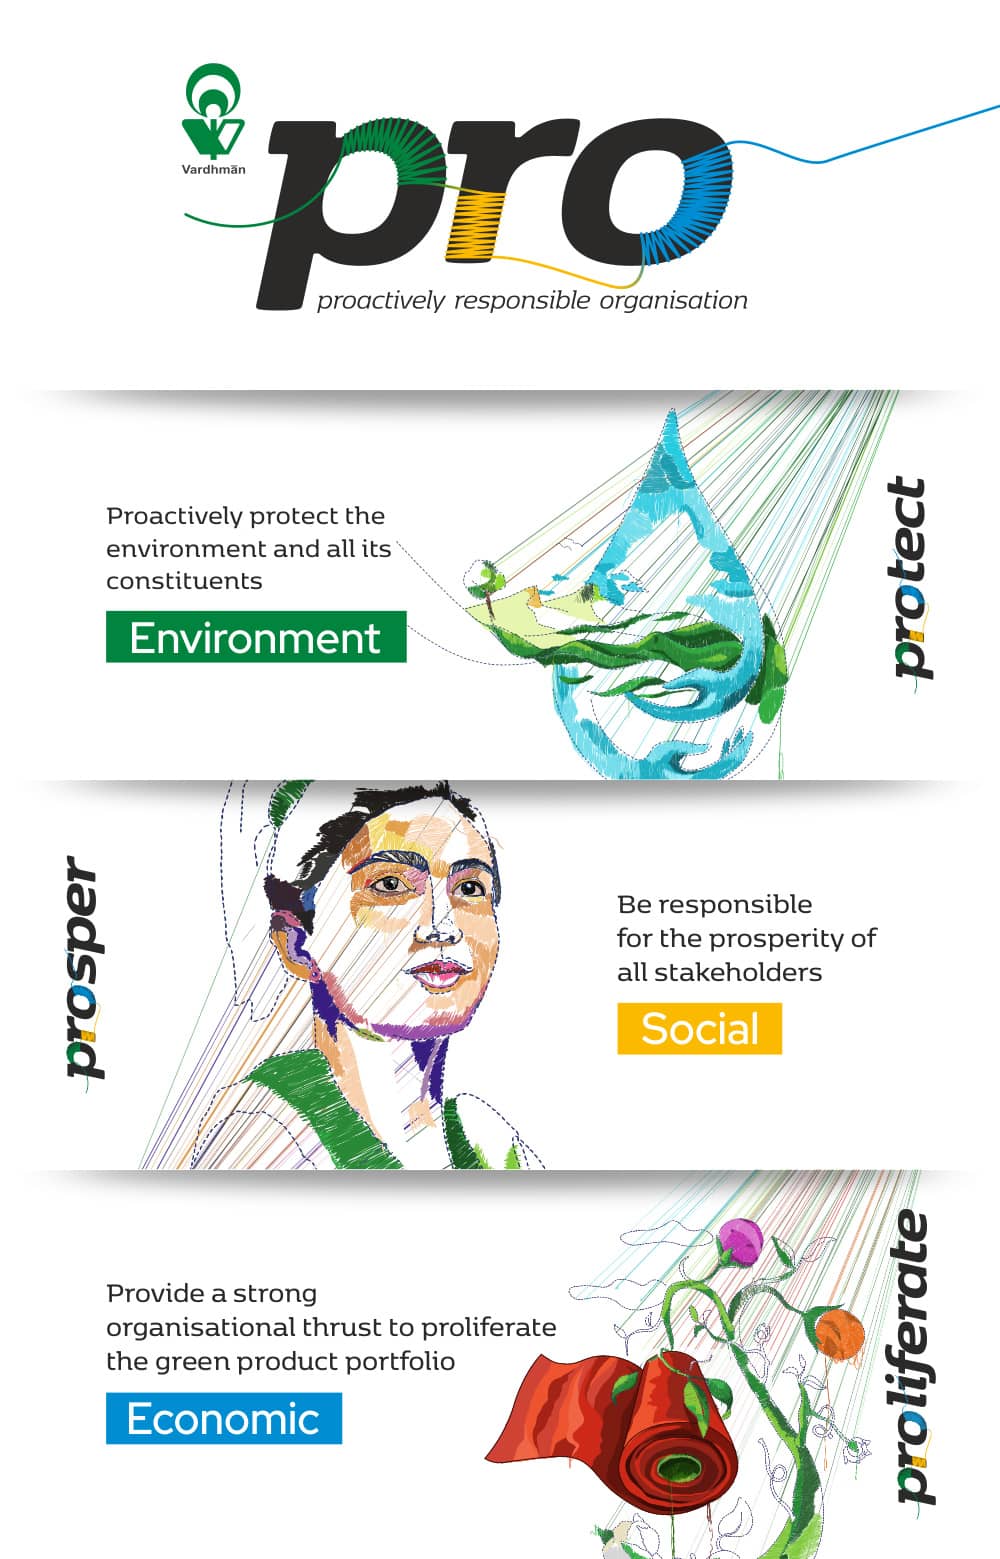 Vardhmān
pro
proactively responsible organisation
Proactively protect the
environment and all its
constituents
Environment
protect
prosper
Be responsible
for the prosperity of
all stakeholders
Social
Provide a strong
organisational thrust to proliferate
the green product portfolio
Economic
proliferate